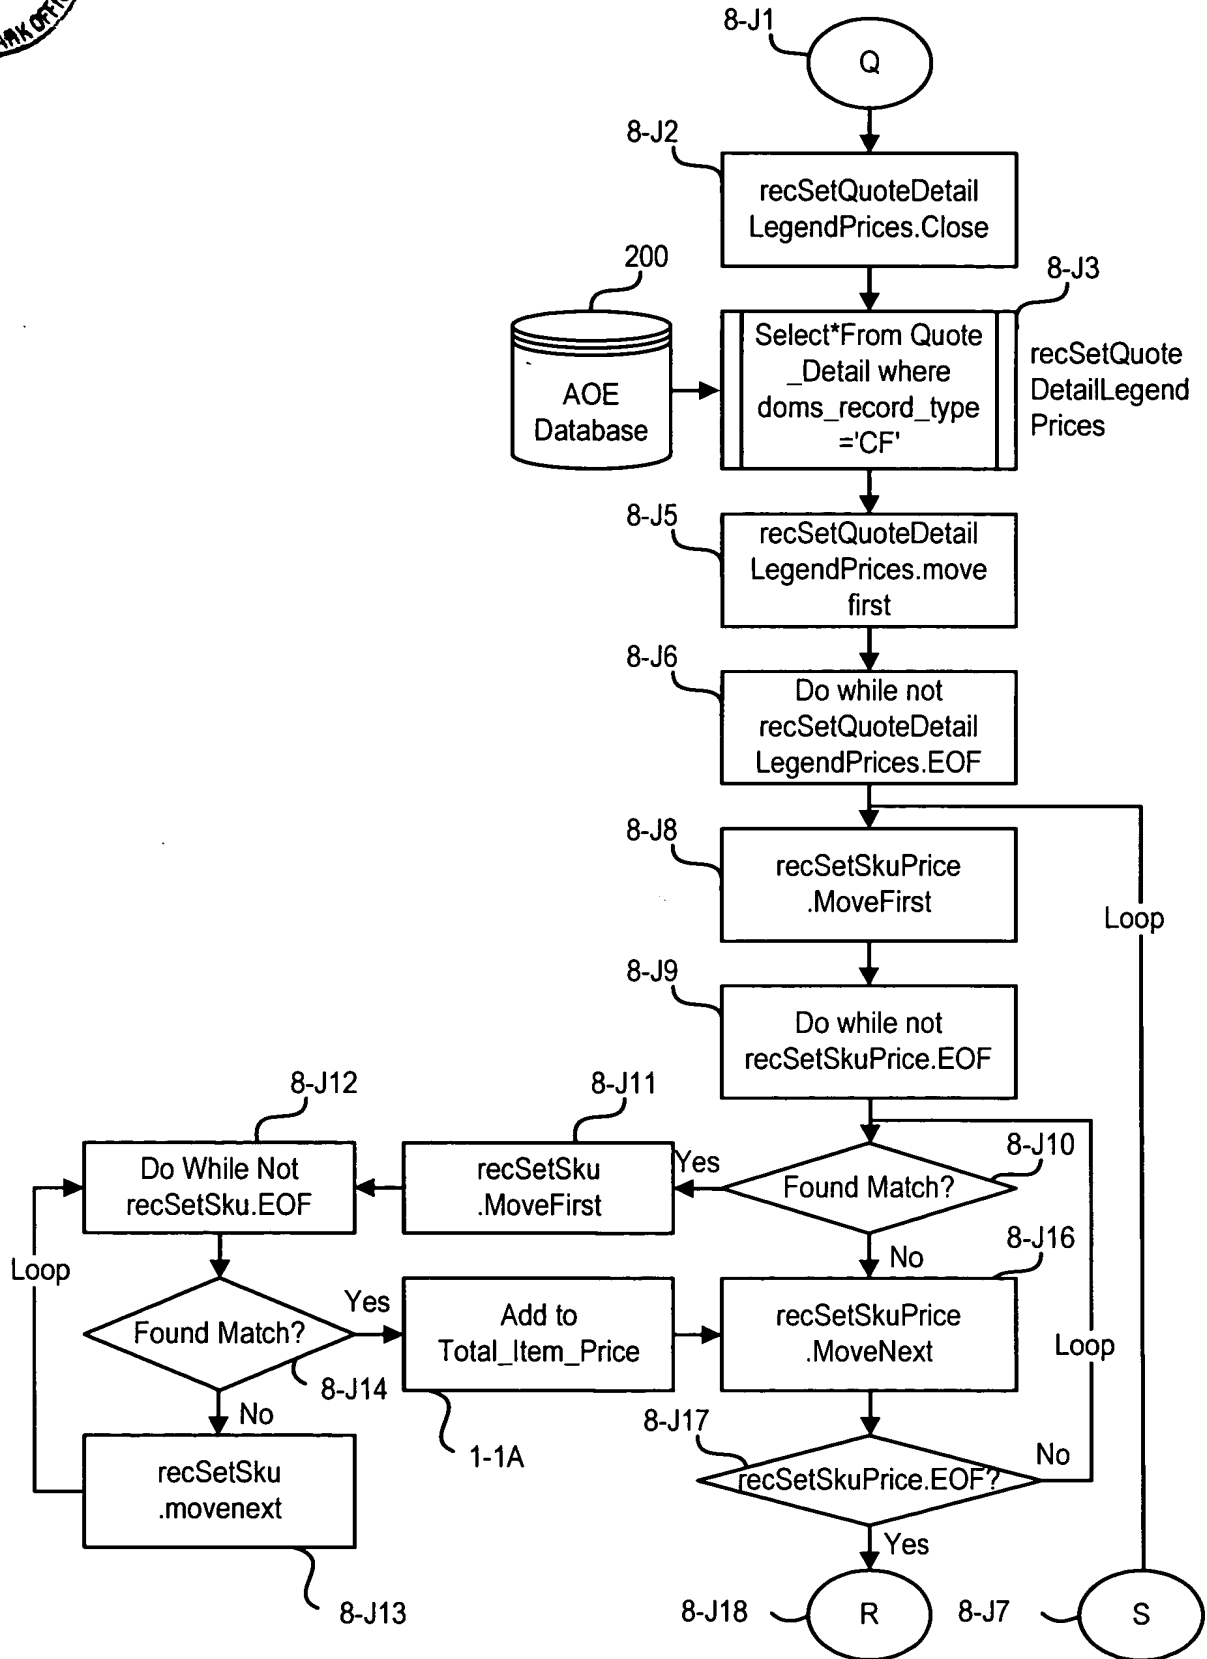 8-J1
Q
8-J2
recSetQuoteDetail
LegendPrices.Close
200
AOE
Database
8-J3
Select*From Quote
_Detail where
doms_record_type
='CF'
recSetQuote
DetailLegend
Prices
8-J5
recSetQuoteDetail
LegendPrices.move
first
8-J6
Do while not
recSetQuoteDetail
LegendPrices.EOF
8-J8
recSetSkuPrice
.MoveFirst
Loop
8-J9
Do while not
recSetSkuPrice.EOF
8-J12
Do While Not
recSetSku.EOF
8-J11
recSetSku
.MoveFirst
Yes
8-J10
Found Match?
No
Loop
Found Match?
8-J14
Yes
Add to
Total_Item_Price
1-1A
8-J16
recSetSkuPrice
.MoveNext
Loop
No
recSetSku
.movenext
8-J13
8-J17
recSetSkuPrice.EOF?
No
Yes
8-J18
R
8-J7
S